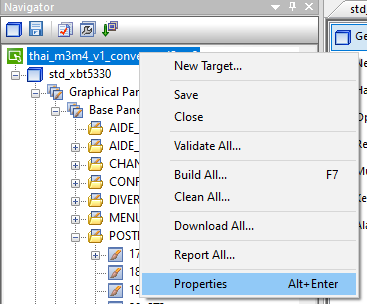 Navigator
std_
thai_m3m4_v1_conve
Ge
std_xbt5330
New Target...
Graphical Par
Base Pane
Save
AIDE_
Close
AIDE_
CHAN
Validate All...
CONF
Build All... F7
DIVER
Clean All...
MENU
Download All...
POSTI
17
Report All...
18
19
Properties Alt+Enter